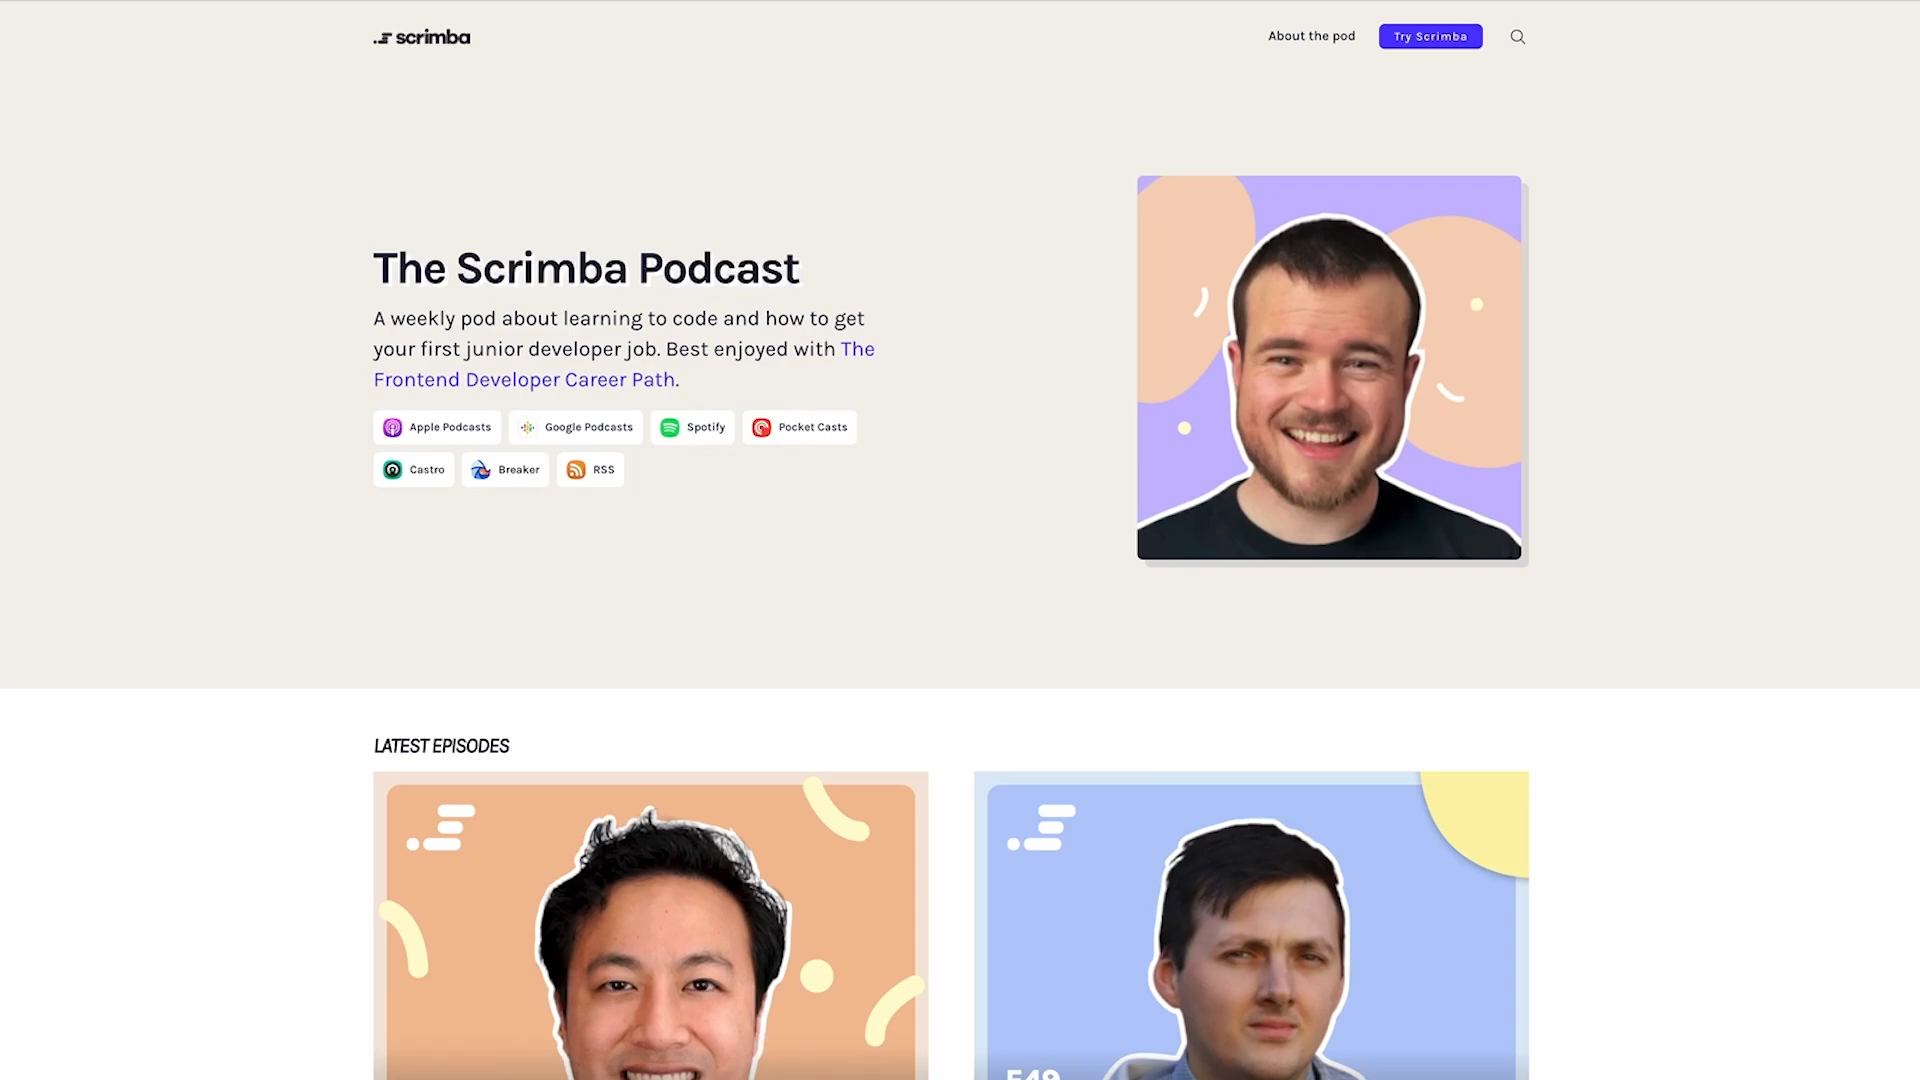 scrimba
About the pod
Try Scrimba
The Scrimba Podcast
A weekly pod about learning to code and how to get
your first junior developer job. Best enjoyed with The
Frontend Developer Career Path.
Apple Podcasts
Google Podcasts
Spotify
Pocket Casts
Castro
Breaker
RSS
LATEST EPISODES
E49